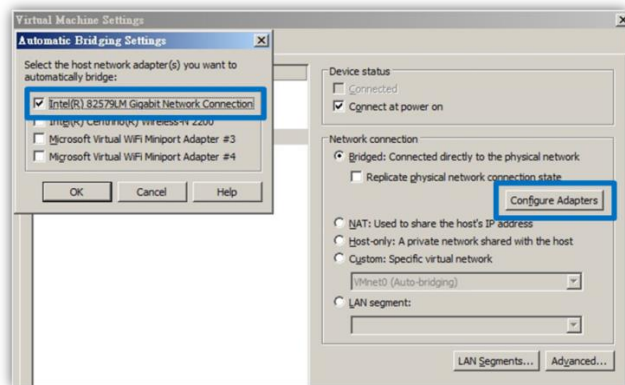 Virtual Machine Settings
Automatic Bridging Settings
Select the host network adapter(s) you want to
automatically bridge:
Intel(R) 82579LM Gigabit Network Connection
Intel(R) Centrino(R) Wireless-N 2200
Microsoft Virtual WiFi Miniport Adapter #3
Microsoft Virtual WiFi Miniport Adapter #4
OK Cancel Help
Device status
Connected
Connect at power on
Network connection
Bridged: Connected directly to the physical network
Replicate physical network connection state
Configure Adapters
NAT: Used to share the host's IP address
Host-only: A private network shared with the host
Custom: Specific virtual network
VMnet0 (Auto-bridging)
LAN segment:
LAN Segments... Advanced...